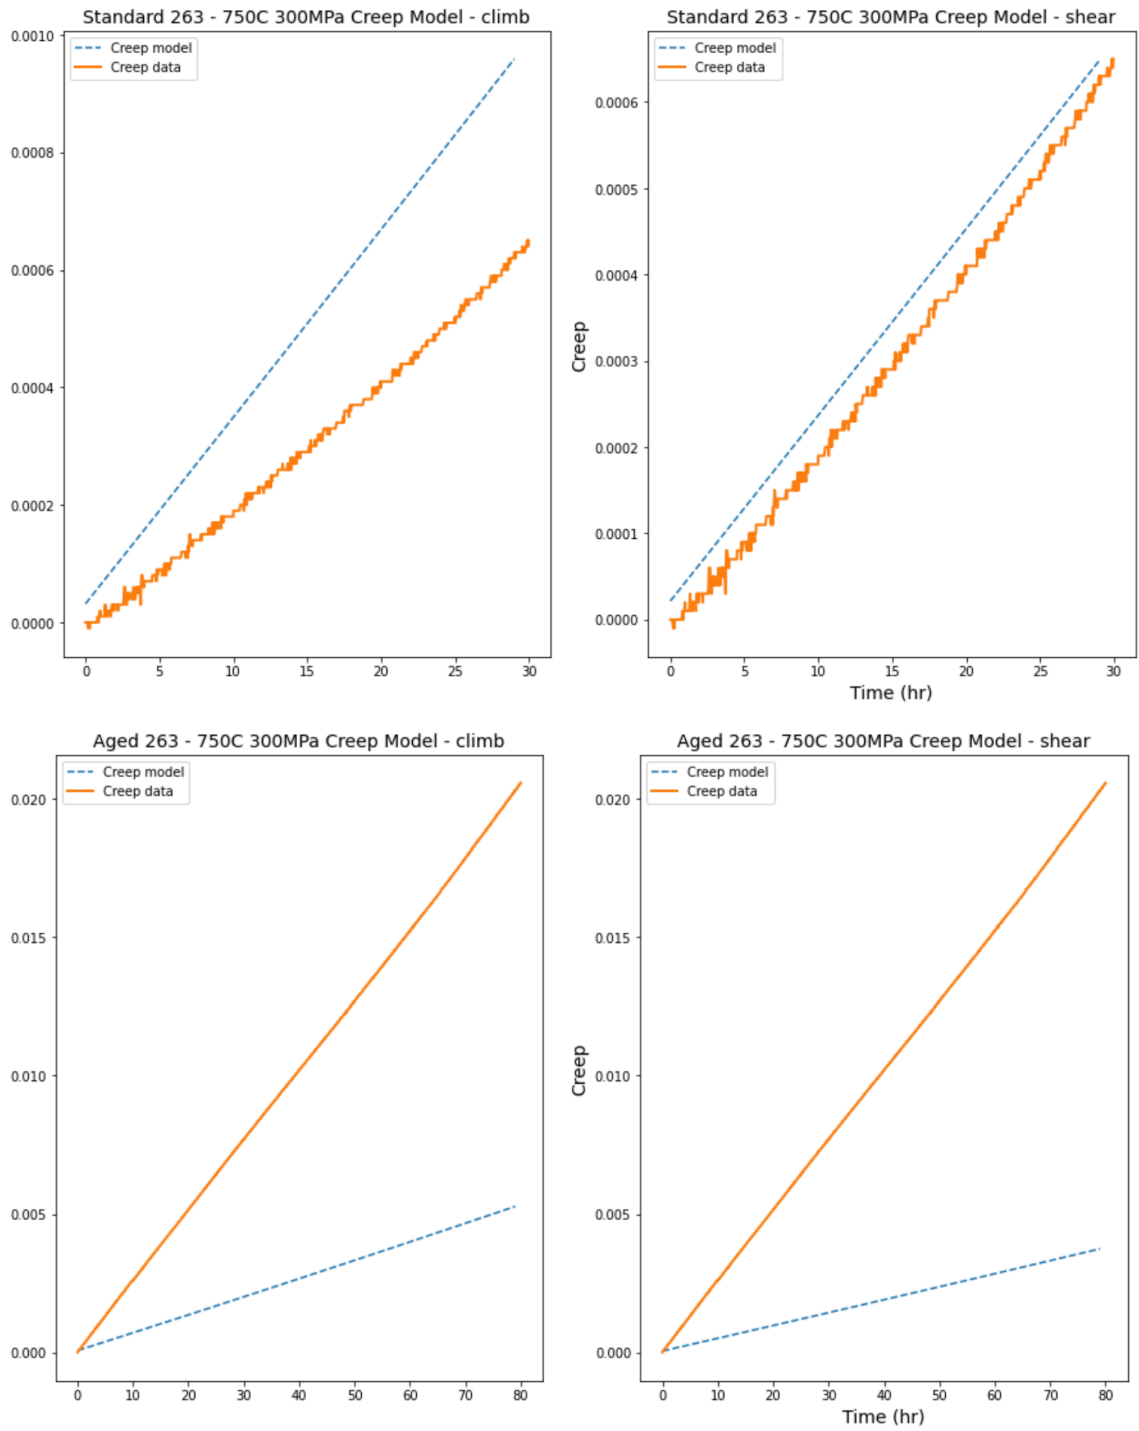 Standard 263 - 750C 300MPa Creep Model - climb
Creep model
Creep data
0.0010
0.0008
0.0006
0.0004
0.0002
0.0000
0 5 10 15 20 25 30
Standard 263 - 750C 300MPa Creep Model - shear
Creep model
Creep data
Creep
0.0006
0.0005
0.0004
0.0003
0.0002
0.0001
0.0000
0 5 10 15 20 25 30
Time (hr)
Aged 263 - 750C 300MPa Creep Model - climb
Creep model
Creep data
0.020
0.015
0.010
0.005
0.000
0 10 20 30 40 50 60 70 80
Aged 263 - 750C 300MPa Creep Model - shear
Creep model
Creep data
Creep
0.020
0.015
0.010
0.005
0.000
0 10 20 30 40 50 60 70 80
Time (hr)